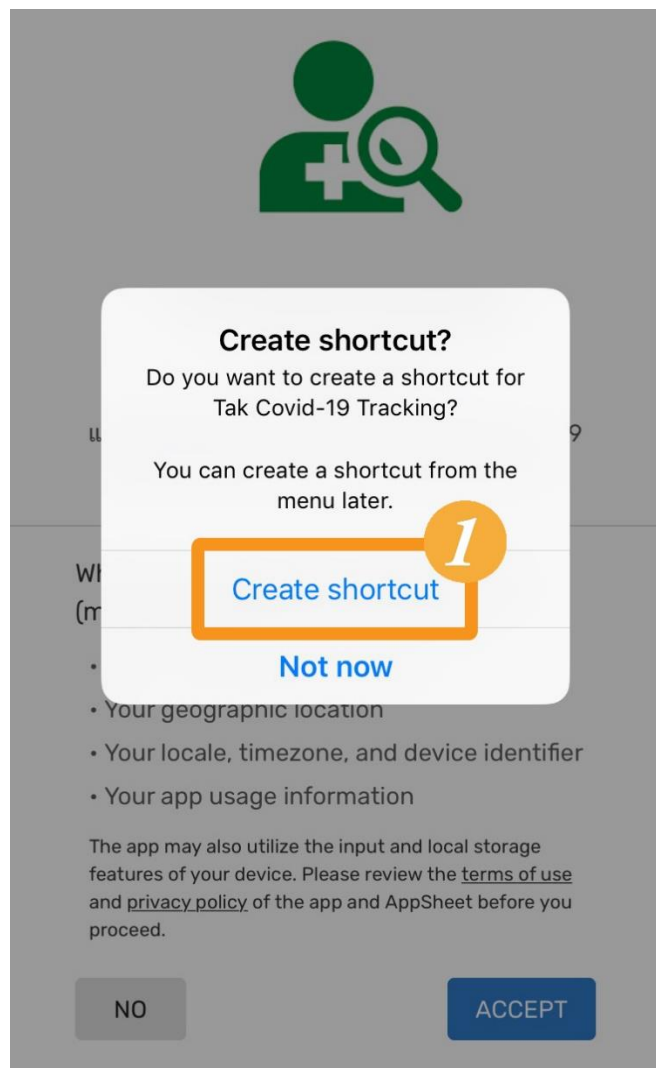 Create shortcut?
Do you want to create a shortcut for
Tak Covid-19 Tracking?
แ
9
You can create a shortcut from the
menu later.
1
Create shortcut
Not now
• Your geographic location
• Your locale, timezone, and device identifier
• Your app usage information
The app may also utilize the input and local storage
features of your device. Please review the terms of use
and privacy policy of the app and AppSheet before you
proceed.
NO
ACCEPT